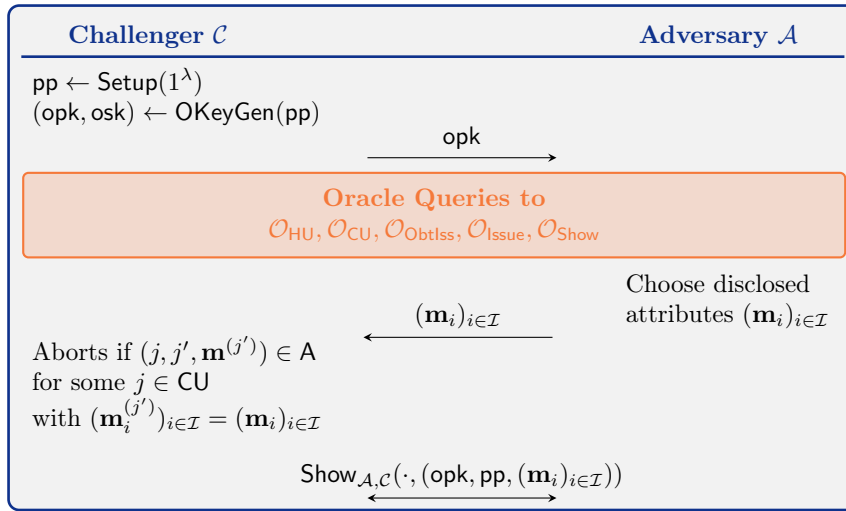 Challenger 𝒞 Adversary 𝒜
pp ← Setup(1^λ)
(opk, osk) ← OKeyGen(pp)
opk
Oracle Queries to
𝒪_HU, 𝒪_CU, 𝒪_ObtIss, 𝒪_Issue, 𝒪_Show
Choose disclosed
attributes (𝐦_i)_{i∈ℐ}
(𝐦_i)_{i∈ℐ}
Aborts if (j, j′, 𝐦^{(j′)}) ∈ A
for some j ∈ CU
with (𝐦_i^{(j′)})_{i∈ℐ} = (𝐦_i)_{i∈ℐ}
Show_{𝒜,𝒞}(·, (opk, pp, (𝐦_i)_{i∈ℐ}))